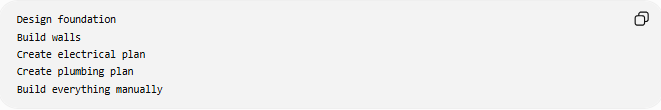 Design foundation
Build walls
Create electrical plan
Create plumbing plan
Build everything manually